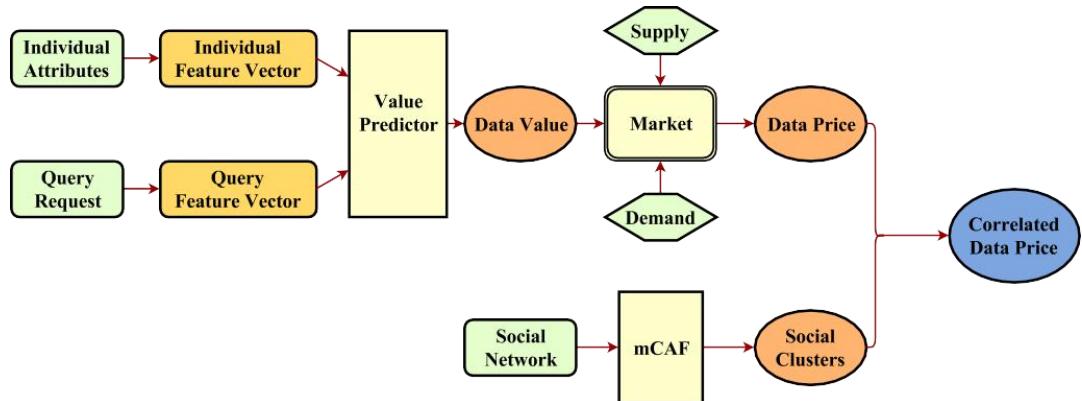 Individual
Attributes
Individual
Feature Vector
Value
Predictor
Data Value
Supply
Market
Demand
Data Price
Query
Request
Query
Feature Vector
Correlated
Data Price
Social
Network
mCAF
Social
Clusters